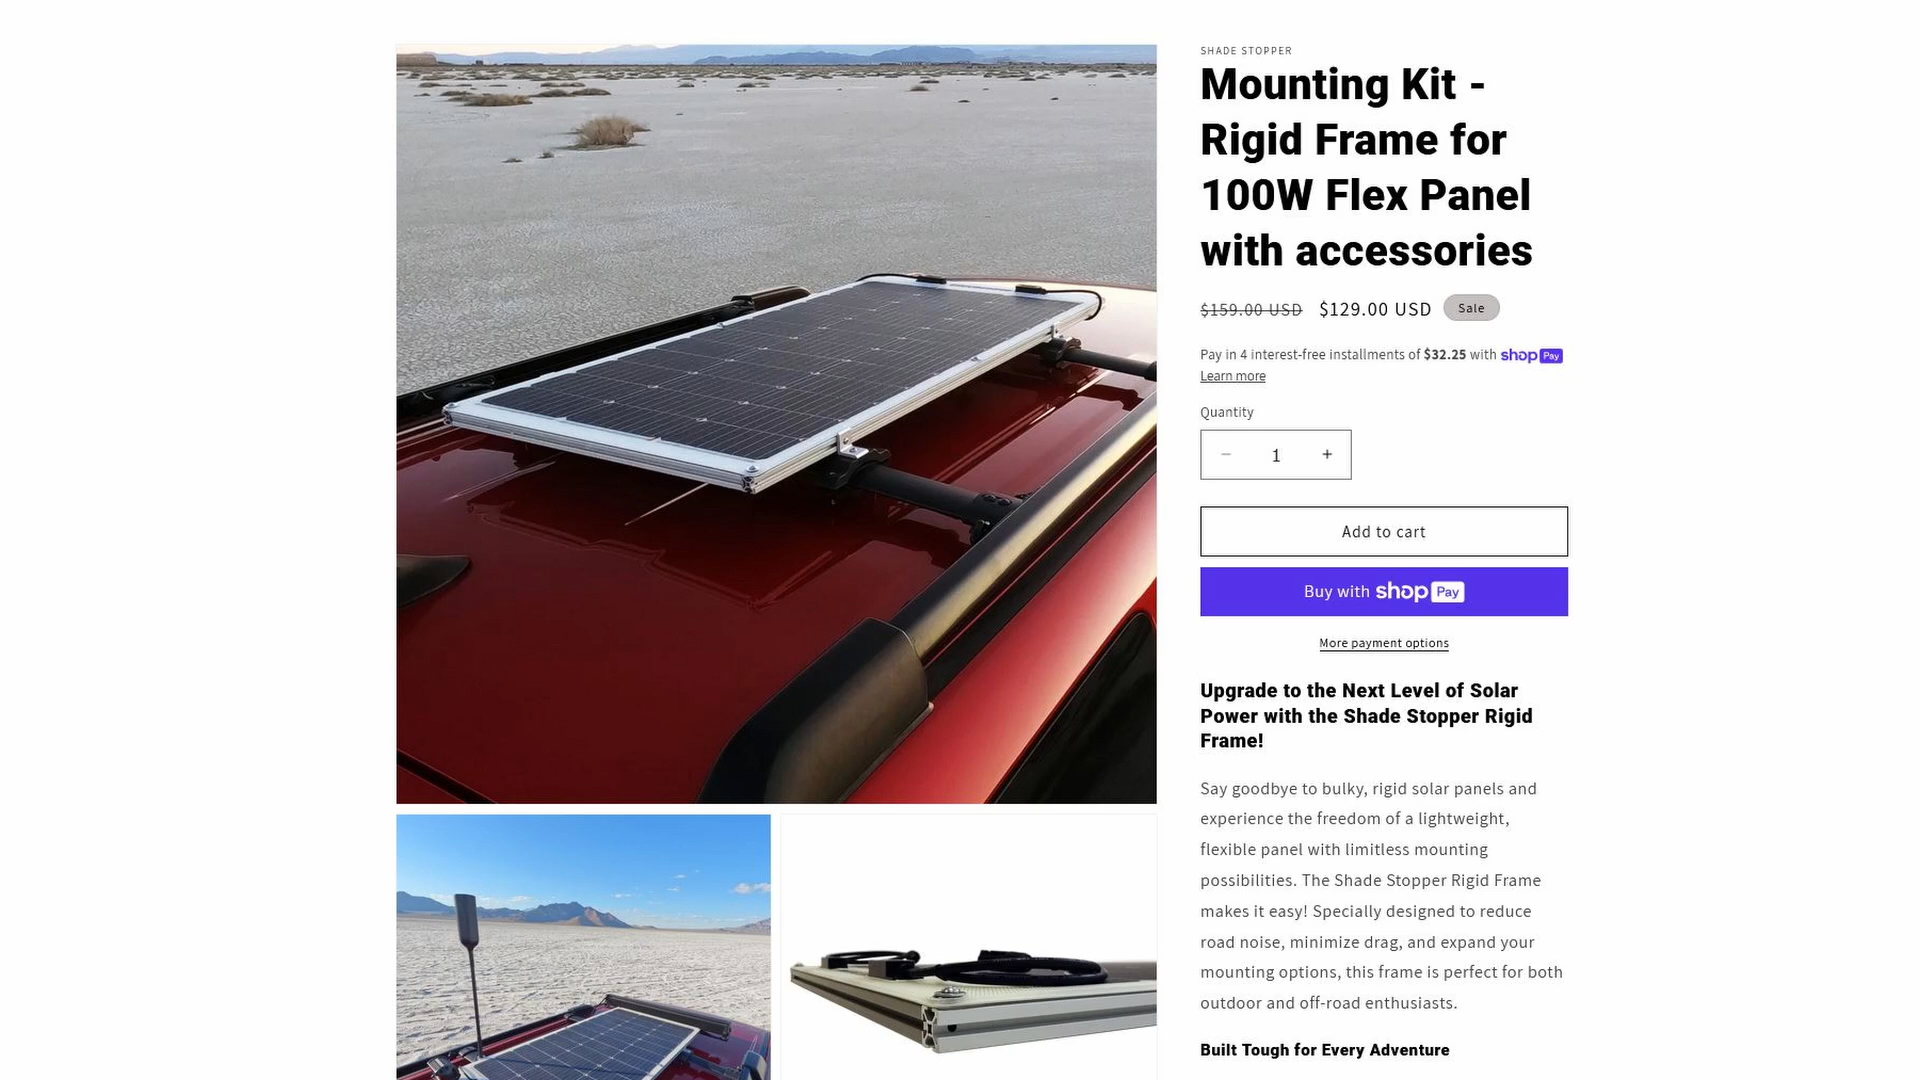 SHADE STOPPER
Mounting Kit -
Rigid Frame for
100W Flex Panel
with accessories
$159.00 USD $129.00 USD Sale
Pay in 4 interest-free installments of $32.25 with shop Pay
Learn more
Quantity
− 1 +
Add to cart
Buy with shop Pay
More payment options
Upgrade to the Next Level of Solar
Power with the Shade Stopper Rigid
Frame!
Say goodbye to bulky, rigid solar panels and
experience the freedom of a lightweight,
flexible panel with limitless mounting
possibilities. The Shade Stopper Rigid Frame
makes it easy! Specially designed to reduce
road noise, minimize drag, and expand your
mounting options, this frame is perfect for both
outdoor and off-road enthusiasts.
Built Tough for Every Adventure